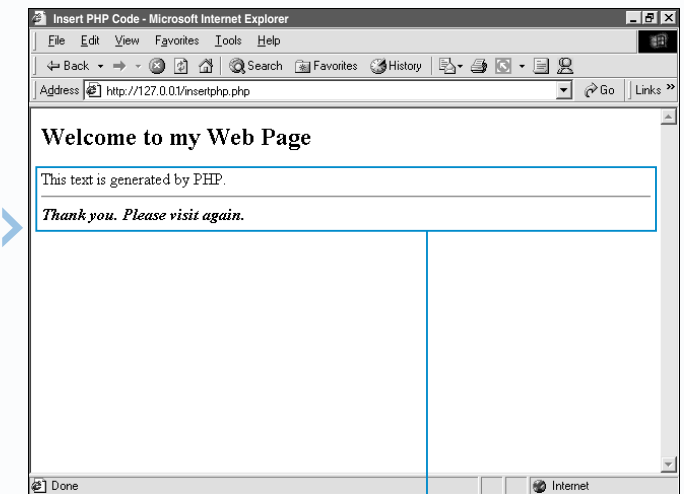 Insert PHP Code - Microsoft Internet Explorer
File Edit View Favorites Tools Help
Back Search Favorites History
Address http://127.0.0.1/insertphp.php Go Links »
Welcome to my Web Page
This text is generated by PHP.
Thank you. Please visit again.
Done Internet